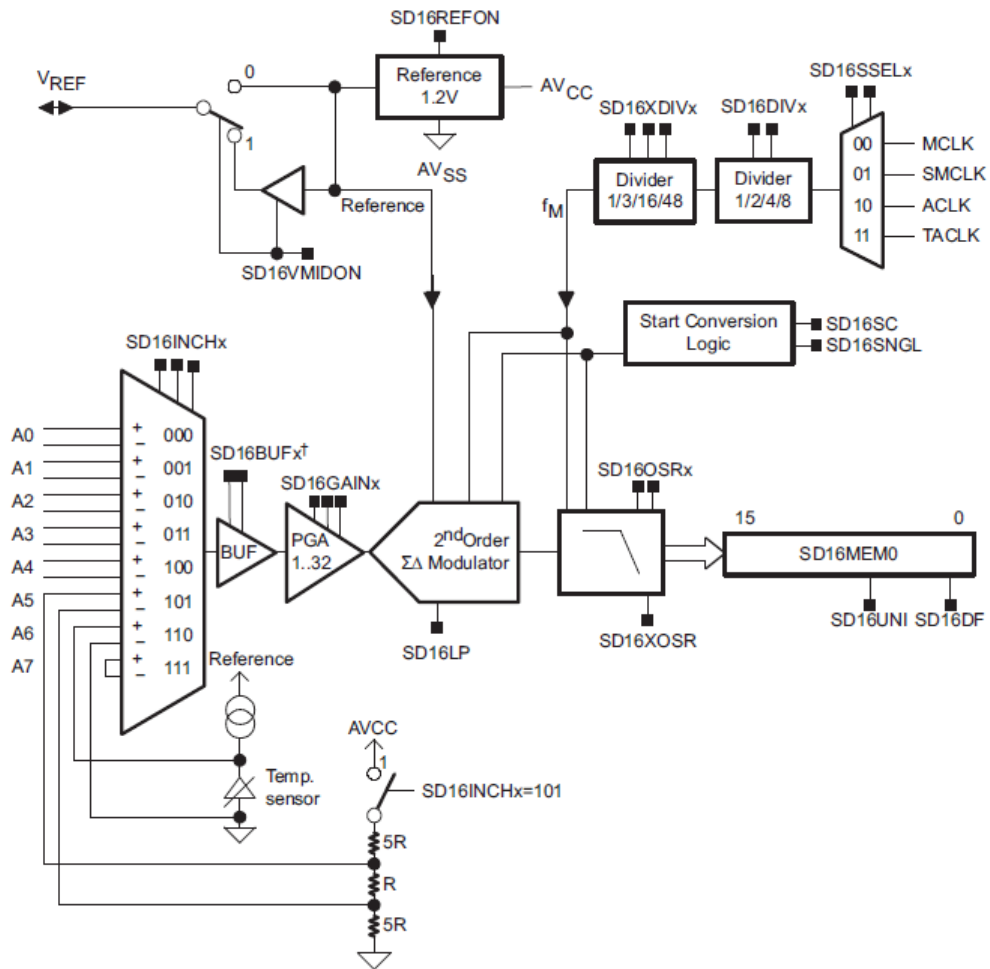 SD16REFON
VREF
0
1
Reference
1.2V
AVCC
AVSS
Reference
SD16VMIDON
SD16SSELx
SD16XDIVx
SD16DIVx
Divider
1/3/16/48
Divider
1/2/4/8
fM
00
MCLK
01
SMCLK
10
ACLK
11
TACLK
Start Conversion
Logic
SD16SC
SD16SNGL
SD16INCHx
A0
+
−
000
A1
+
−
001
A2
+
−
010
A3
+
−
011
A4
+
−
100
A5
+
−
101
A6
+
−
110
A7
+
−
111
SD16BUFx†
BUF
SD16GAINx
PGA
1..32
2nd Order
ΣΔ Modulator
SD16LP
SD16OSRx
SD16XOSR
15
0
SD16MEM0
SD16UNI
SD16DF
Reference
Temp.
sensor
AVCC
1
SD16INCHx=101
5R
R
5R